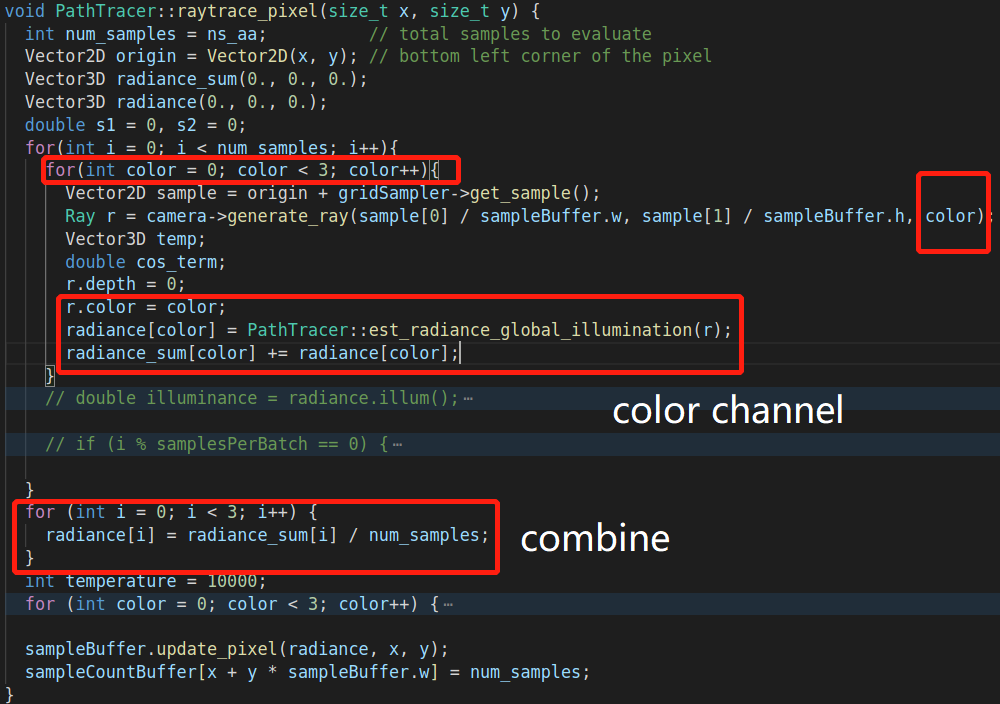 void PathTracer::raytrace_pixel(size_t x, size_t y) {
  int num_samples = ns_aa;          // total samples to evaluate
  Vector2D origin = Vector2D(x, y); // bottom left corner of the pixel
  Vector3D radiance_sum(0., 0., 0.);
  Vector3D radiance(0., 0., 0.);
  double s1 = 0, s2 = 0;
  for(int i = 0; i < num_samples; i++){
    for(int color = 0; color < 3; color++){
      Vector2D sample = origin + gridSampler->get_sample();
      Ray r = camera->generate_ray(sample[0] / sampleBuffer.w, sample[1] / sampleBuffer.h, color);
      Vector3D temp;
      double cos_term;
      r.depth = 0;
      r.color = color;
      radiance[color] = PathTracer::est_radiance_global_illumination(r);
      radiance_sum[color] += radiance[color];
    }
    // double illuminance = radiance.illum();⋯
color channel
    // if (i % samplesPerBatch == 0) {⋯
  }
  for (int i = 0; i < 3; i++) {
    radiance[i] = radiance_sum[i] / num_samples;
combine
  }
  int temperature = 10000;
  for (int color = 0; color < 3; color++) {⋯
  sampleBuffer.update_pixel(radiance, x, y);
  sampleCountBuffer[x + y * sampleBuffer.w] = num_samples;
}